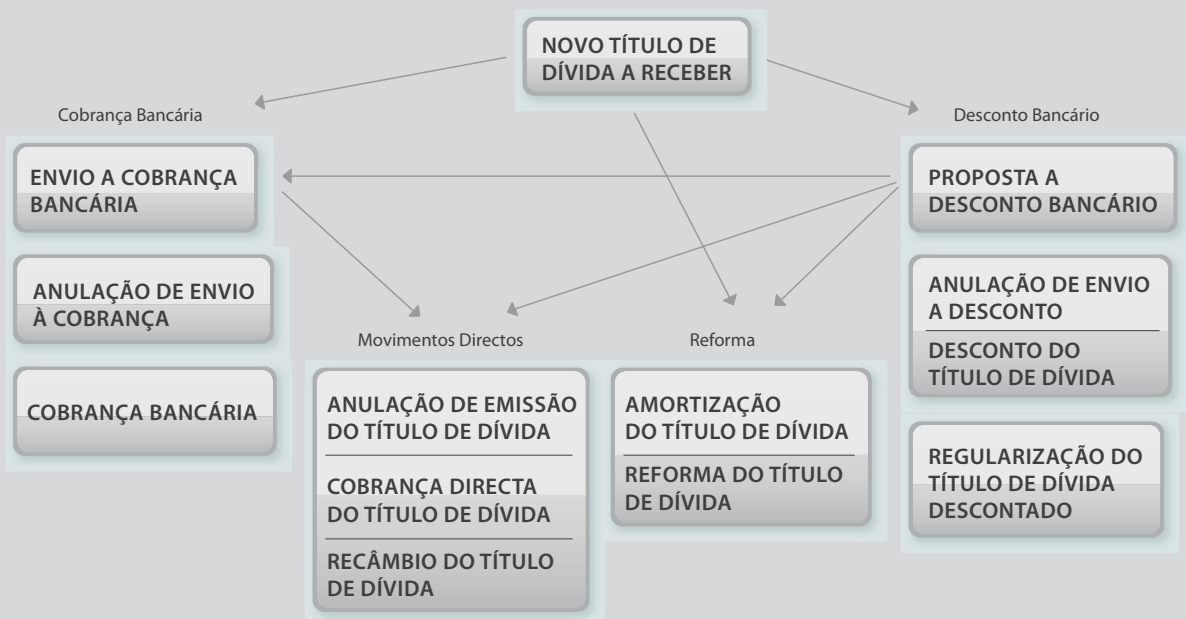 NOVO TÍTULO DE
DÍVIDA A RECEBER
Cobrança Bancária
ENVIO A COBRANÇA
BANCÁRIA
ANULAÇÃO DE ENVIO
À COBRANÇA
COBRANÇA BANCÁRIA
Movimentos Directos
ANULAÇÃO DE EMISSÃO
DO TÍTULO DE DÍVIDA
COBRANÇA DIRECTA
DO TÍTULO DE DÍVIDA
RECÂMBIO DO TÍTULO
DE DÍVIDA
Reforma
AMORTIZAÇÃO
DO TÍTULO DE DÍVIDA
REFORMA DO TÍTULO
DE DÍVIDA
Desconto Bancário
PROPOSTA A
DESCONTO BANCÁRIO
ANULAÇÃO DE ENVIO
A DESCONTO
DESCONTO DO
TÍTULO DE DÍVIDA
REGULARIZAÇÃO DO
TÍTULO DE DÍVIDA
DESCONTADO